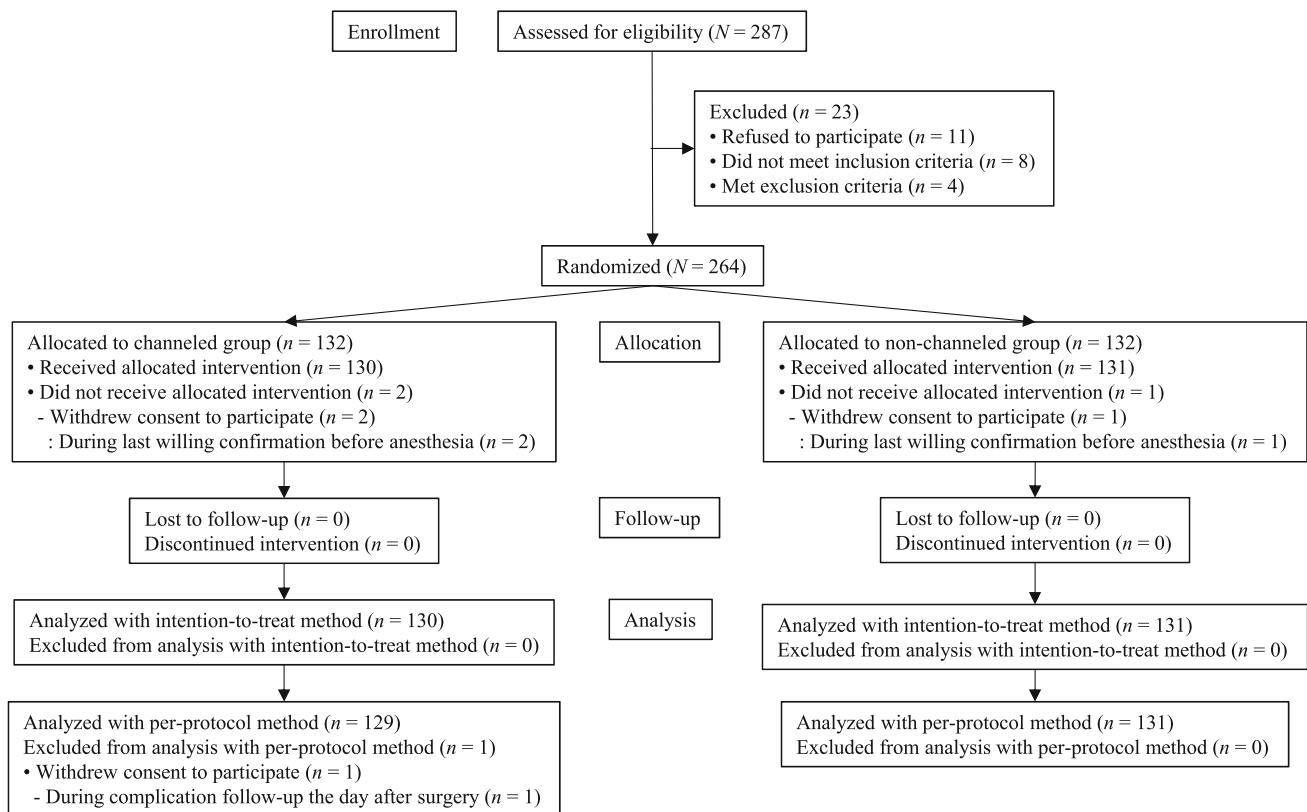 Enrollment
Assessed for eligibility (N = 287)
Excluded (n = 23)
• Refused to participate (n = 11)
• Did not meet inclusion criteria (n = 8)
• Met exclusion criteria (n = 4)
Randomized (N = 264)
Allocated to channeled group (n = 132)
• Received allocated intervention (n = 130)
• Did not receive allocated intervention (n = 2)
- Withdrew consent to participate (n = 2)
: During last willing confirmation before anesthesia (n = 2)
Allocation
Allocated to non-channeled group (n = 132)
• Received allocated intervention (n = 131)
• Did not receive allocated intervention (n = 1)
- Withdrew consent to participate (n = 1)
: During last willing confirmation before anesthesia (n = 1)
Lost to follow-up (n = 0)
Discontinued intervention (n = 0)
Follow-up
Lost to follow-up (n = 0)
Discontinued intervention (n = 0)
Analyzed with intention-to-treat method (n = 130)
Excluded from analysis with intention-to-treat method (n = 0)
Analysis
Analyzed with intention-to-treat method (n = 131)
Excluded from analysis with intention-to-treat method (n = 0)
Analyzed with per-protocol method (n = 129)
Excluded from analysis with per-protocol method (n = 1)
• Withdrew consent to participate (n = 1)
- During complication follow-up the day after surgery (n = 1)
Analyzed with per-protocol method (n = 131)
Excluded from analysis with per-protocol method (n = 0)